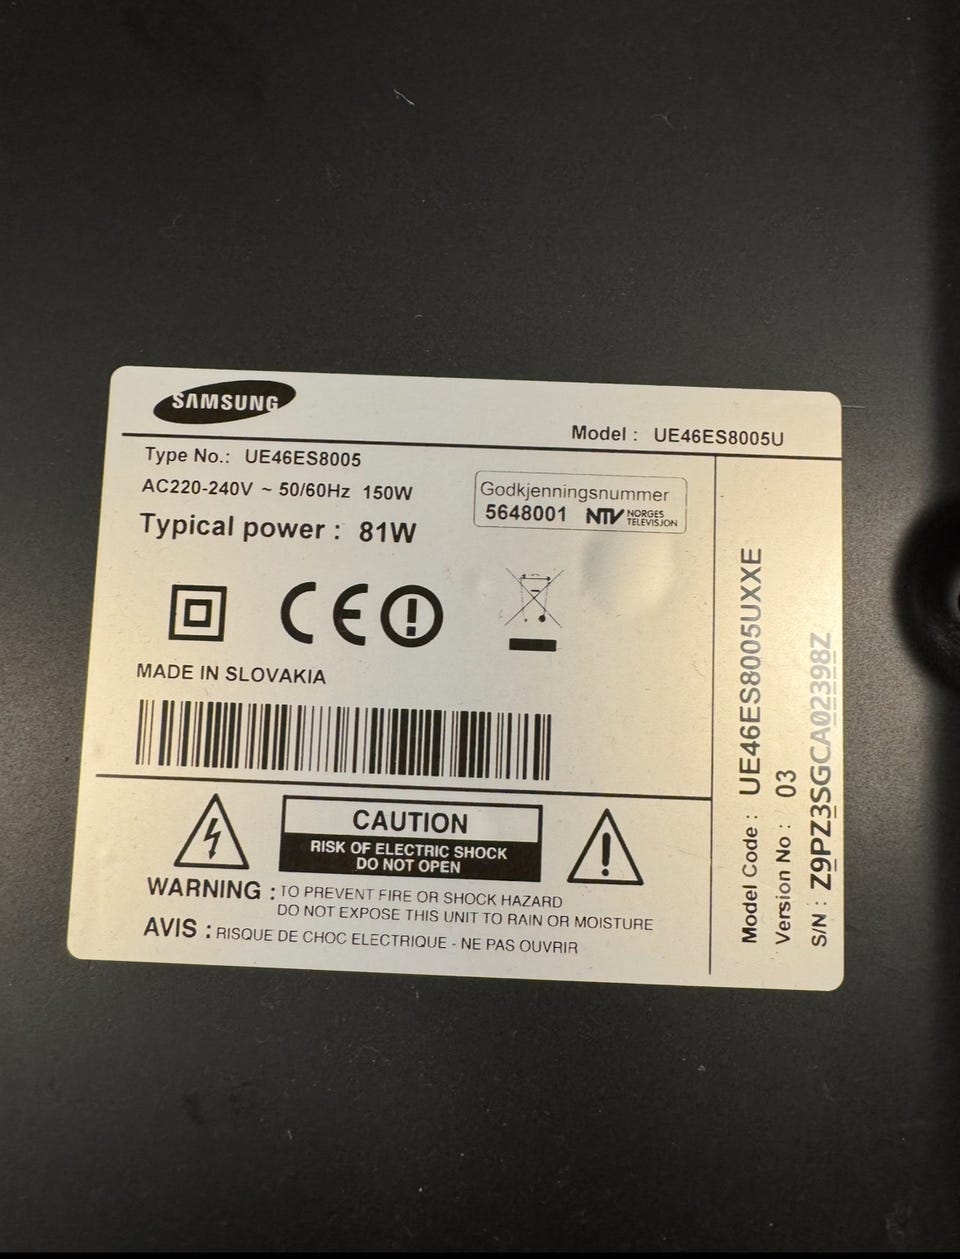 SAMSUNG
Model : UE46ES8005U
Type No.: UE46ES8005
AC220-240V ~ 50/60Hz 150W
Typical power : 81W
Godkjenningsnummer
5648001 NTV NORGES TELEVISJON
CE
MADE IN SLOVAKIA
CAUTION
RISK OF ELECTRIC SHOCK
DO NOT OPEN
WARNING : TO PREVENT FIRE OR SHOCK HAZARD
DO NOT EXPOSE THIS UNIT TO RAIN OR MOISTURE
AVIS : RISQUE DE CHOC ELECTRIQUE - NE PAS OUVRIR
Model Code : UE46ES8005UXXE
Version No : 03
S/N : Z9PZ3SGCA02398Z